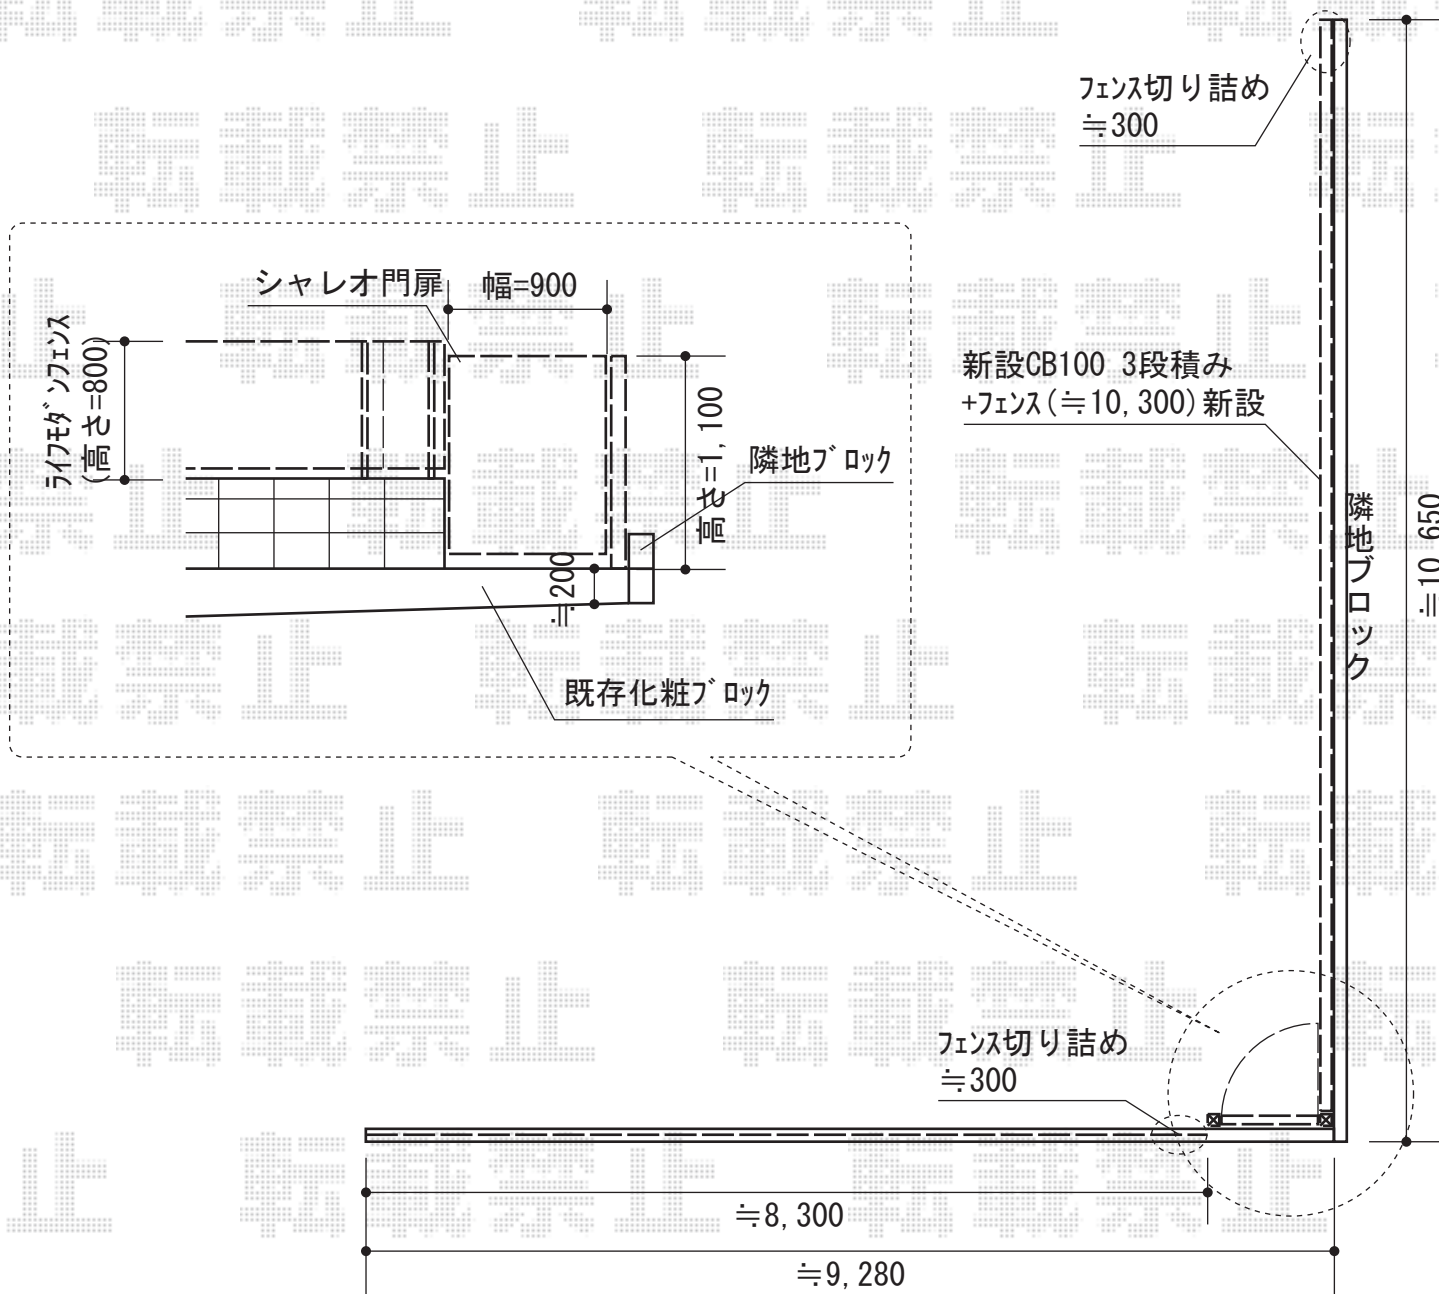 転載禁止
フェンス切り詰め
≒300
シャレオ門扉
幅=900
ライフモダンフェンス
(高さ=800)
新設CB100 3段積み
+フェンス(≒10,300)新設
高さ=1,100
隣地ブロック
隣地ブロック
≒10,650
≒200
既存化粧ブロック
フェンス切り詰め
≒300
≒8,300
≒9,280